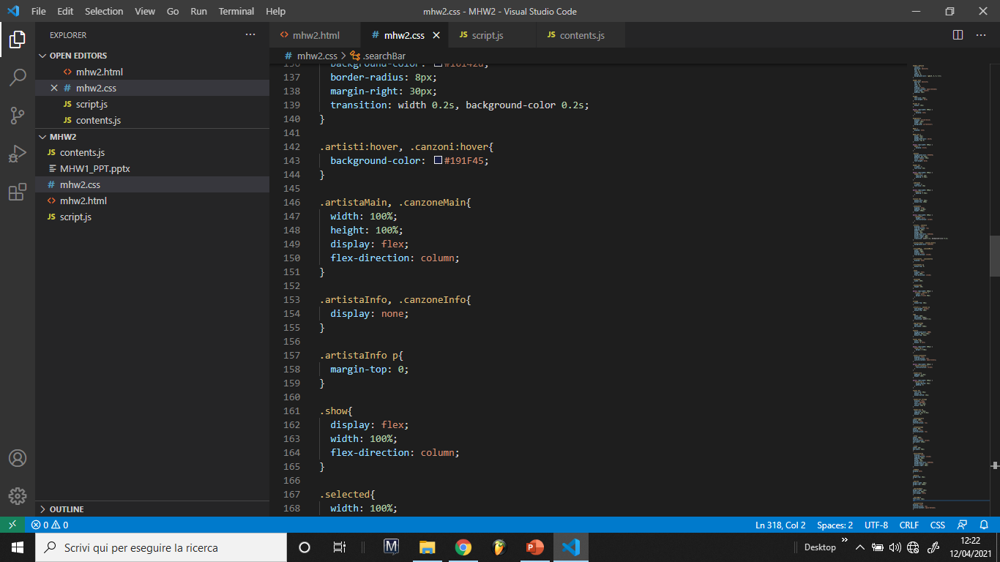 File Edit Selection View Go Run Terminal Help
mhw2.css - MHW2 - Visual Studio Code
EXPLORER
OPEN EDITORS
mhw2.html
mhw2.css
JS script.js
JS contents.js
MHW2
JS contents.js
MHW1_PPT.pptx
# mhw2.css
mhw2.html
JS script.js
OUTLINE
mhw2.html # mhw2.css JS script.js JS contents.js
# mhw2.css > .searchBar
136 background-color: #16142d;
137 border-radius: 8px;
138 margin-right: 30px;
139 transition: width 0.2s, background-color 0.2s;
140 }
141
142 .artisti:hover, .canzoni:hover{
143 background-color: #191F45;
144 }
145
146 .artistaMain, .canzoneMain{
147 width: 100%;
148 height: 100%;
149 display: flex;
150 flex-direction: column;
151 }
152
153 .artistaInfo, .canzoneInfo{
154 display: none;
155 }
156
157 .artistaInfo p{
158 margin-top: 0;
159 }
160
161 .show{
162 display: flex;
163 width: 100%;
164 flex-direction: column;
165 }
166
167 .selected{
168 width: 100%;
0 0 Ln 318, Col 2 Spaces: 2 UTF-8 CRLF CSS
Scrivi qui per eseguire la ricerca
Desktop
12:22
12/04/2021